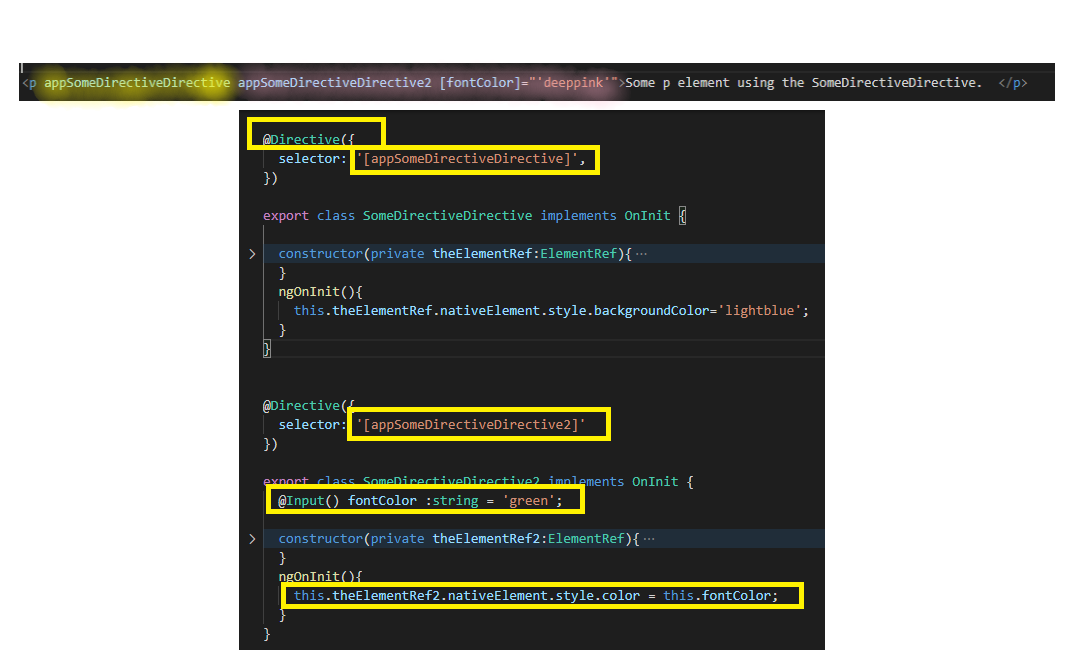 <p appSomeDirectiveDirective appSomeDirectiveDirective2 [fontColor]="'deeppink'">Some p element using the SomeDirectiveDirective.  </p>
@Directive({
selector: '[appSomeDirectiveDirective]',
})
export class SomeDirectiveDirective implements OnInit {
constructor(private theElementRef:ElementRef){ ···
}
ngOnInit(){
this.theElementRef.nativeElement.style.backgroundColor='lightblue';
}
}
@Directive({
selector: '[appSomeDirectiveDirective2]'
})
export class SomeDirectiveDirective2 implements OnInit {
@Input() fontColor :string = 'green';
constructor(private theElementRef2:ElementRef){ ···
}
ngOnInit(){
this.theElementRef2.nativeElement.style.color = this.fontColor;
}
}